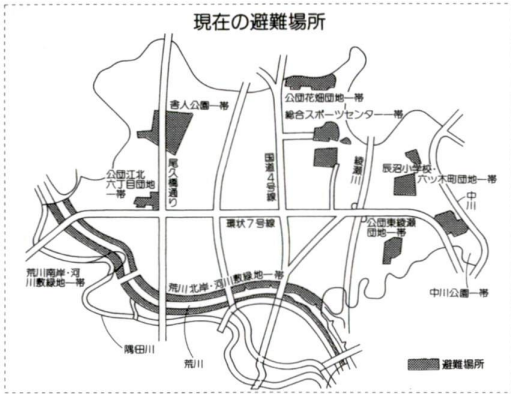 現在の避難場所
公団花畑団地一帯
舎人公園一帯
総合スポーツセンター一帯
公団江北
六丁目団地
一帯
尾久橋通り
国道4号線
綾瀬川
辰沼小学校・
六ッ木町団地一帯
中川
環状7号線
公団東綾瀬
団地一帯
荒川南岸・河
川敷緑地一帯
荒川北岸・河川敷緑地一帯
中川公園一帯
隅田川
荒川
避難場所